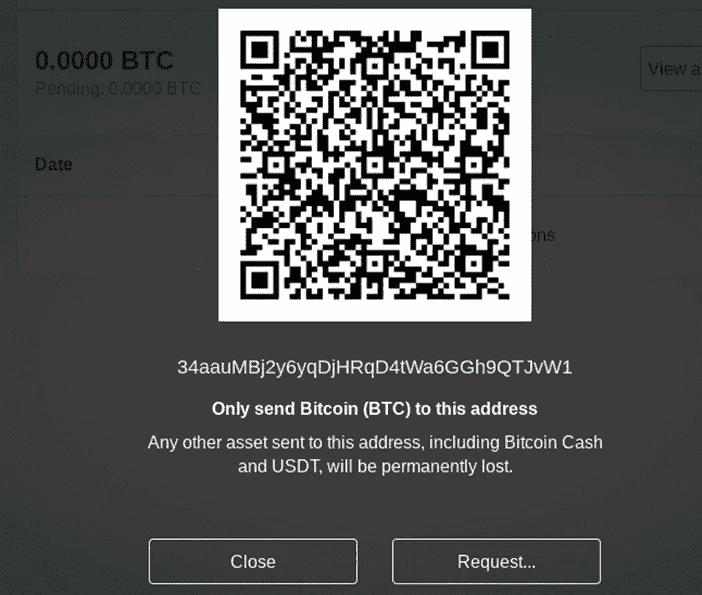 0.0000 BTC
Pending: 0.0000 BTC
View a
Date
ons
34aauMBj2y6yqDjHRqD4tWa6GGh9QTJvW1
Only send Bitcoin (BTC) to this address
Any other asset sent to this address, including Bitcoin Cash
and USDT, will be permanently lost.
Close
Request...